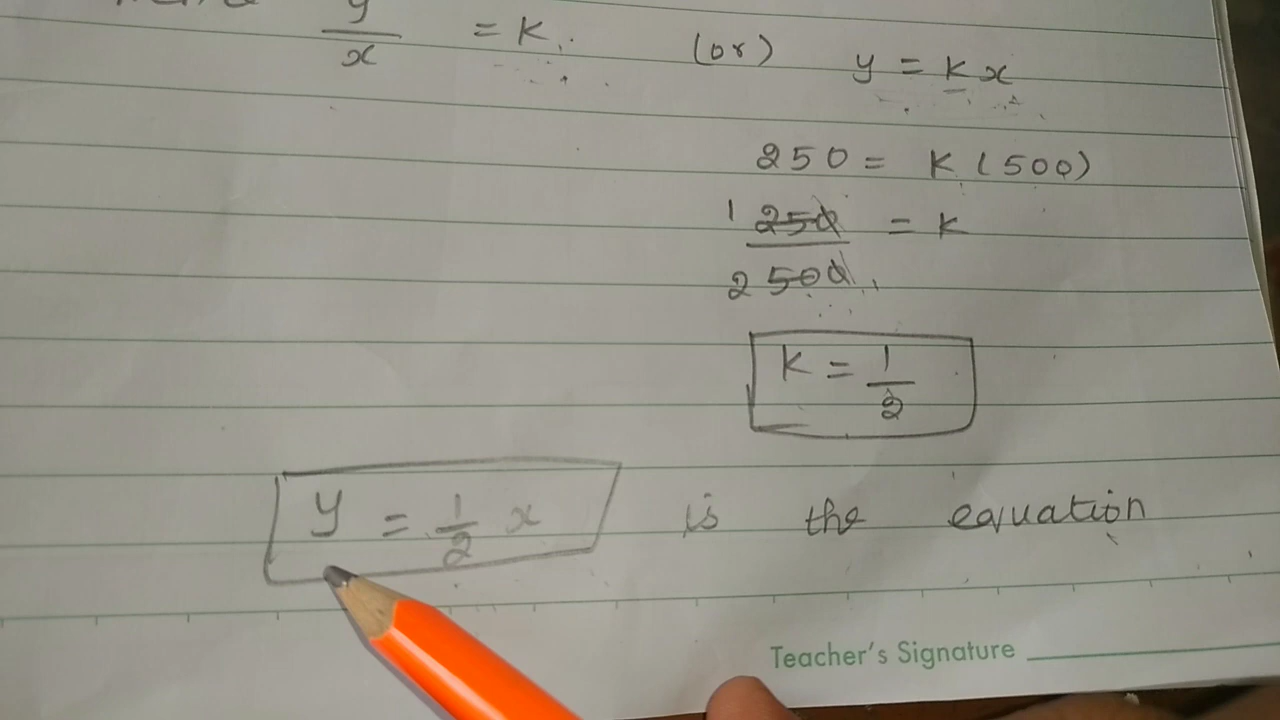 y/x = K. (or) y = Kx
250 = K (500)
1 250/2 500 = K
K = 1/2
y = 1/2 x is the equation
Teacher's Signature